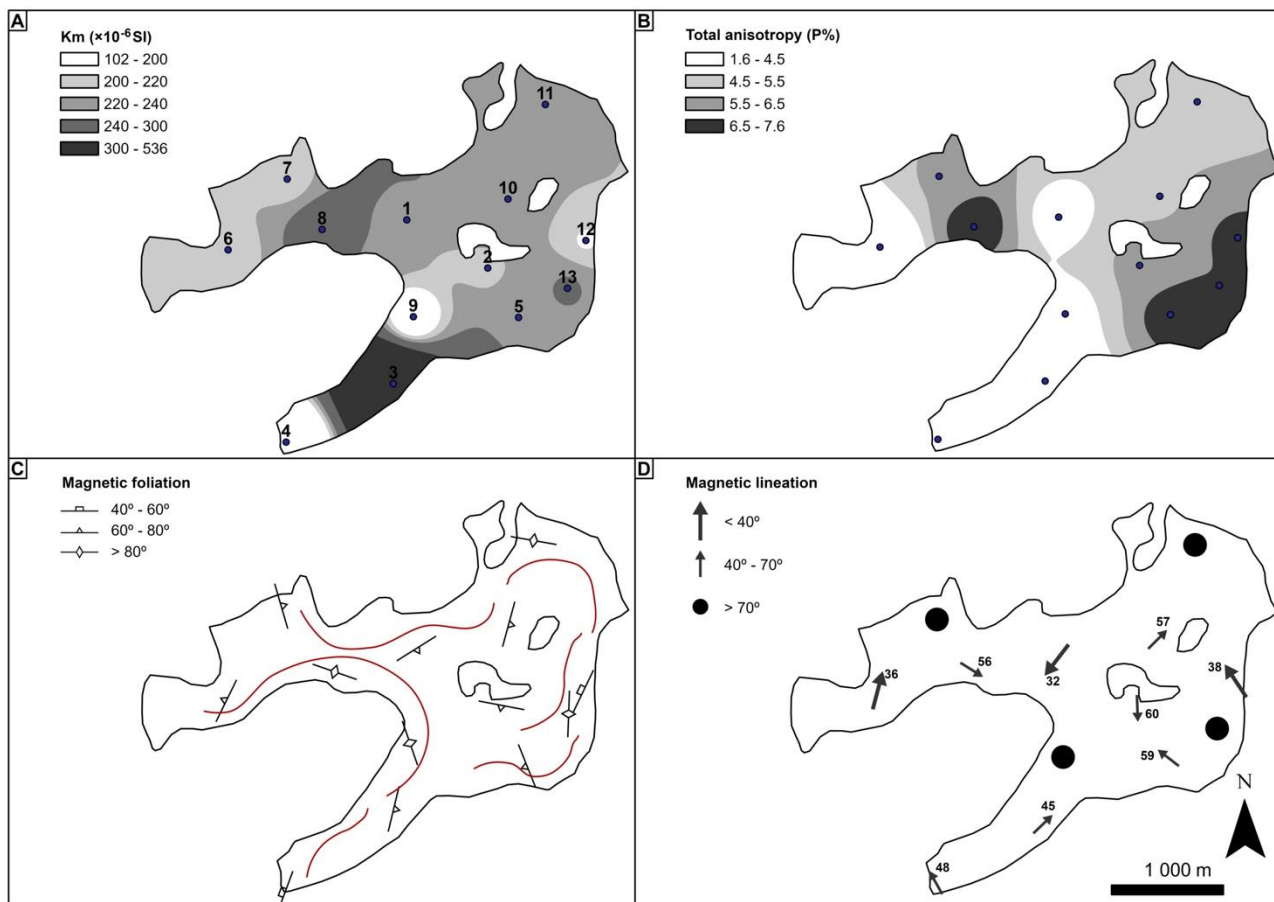 A
Km (×10⁻⁶ SI)
102 - 200
200 - 220
220 - 240
240 - 300
300 - 536
11
7
10
8
1
12
6
2
13
9
5
3
4
B
Total anisotropy (P%)
1.6 - 4.5
4.5 - 5.5
5.5 - 6.5
6.5 - 7.6
C
Magnetic foliation
40º - 60º
60º - 80º
> 80º
D
Magnetic lineation
< 40º
40º - 70º
> 70º
57
56
36
32
38
60
59
45
48
N
1 000 m